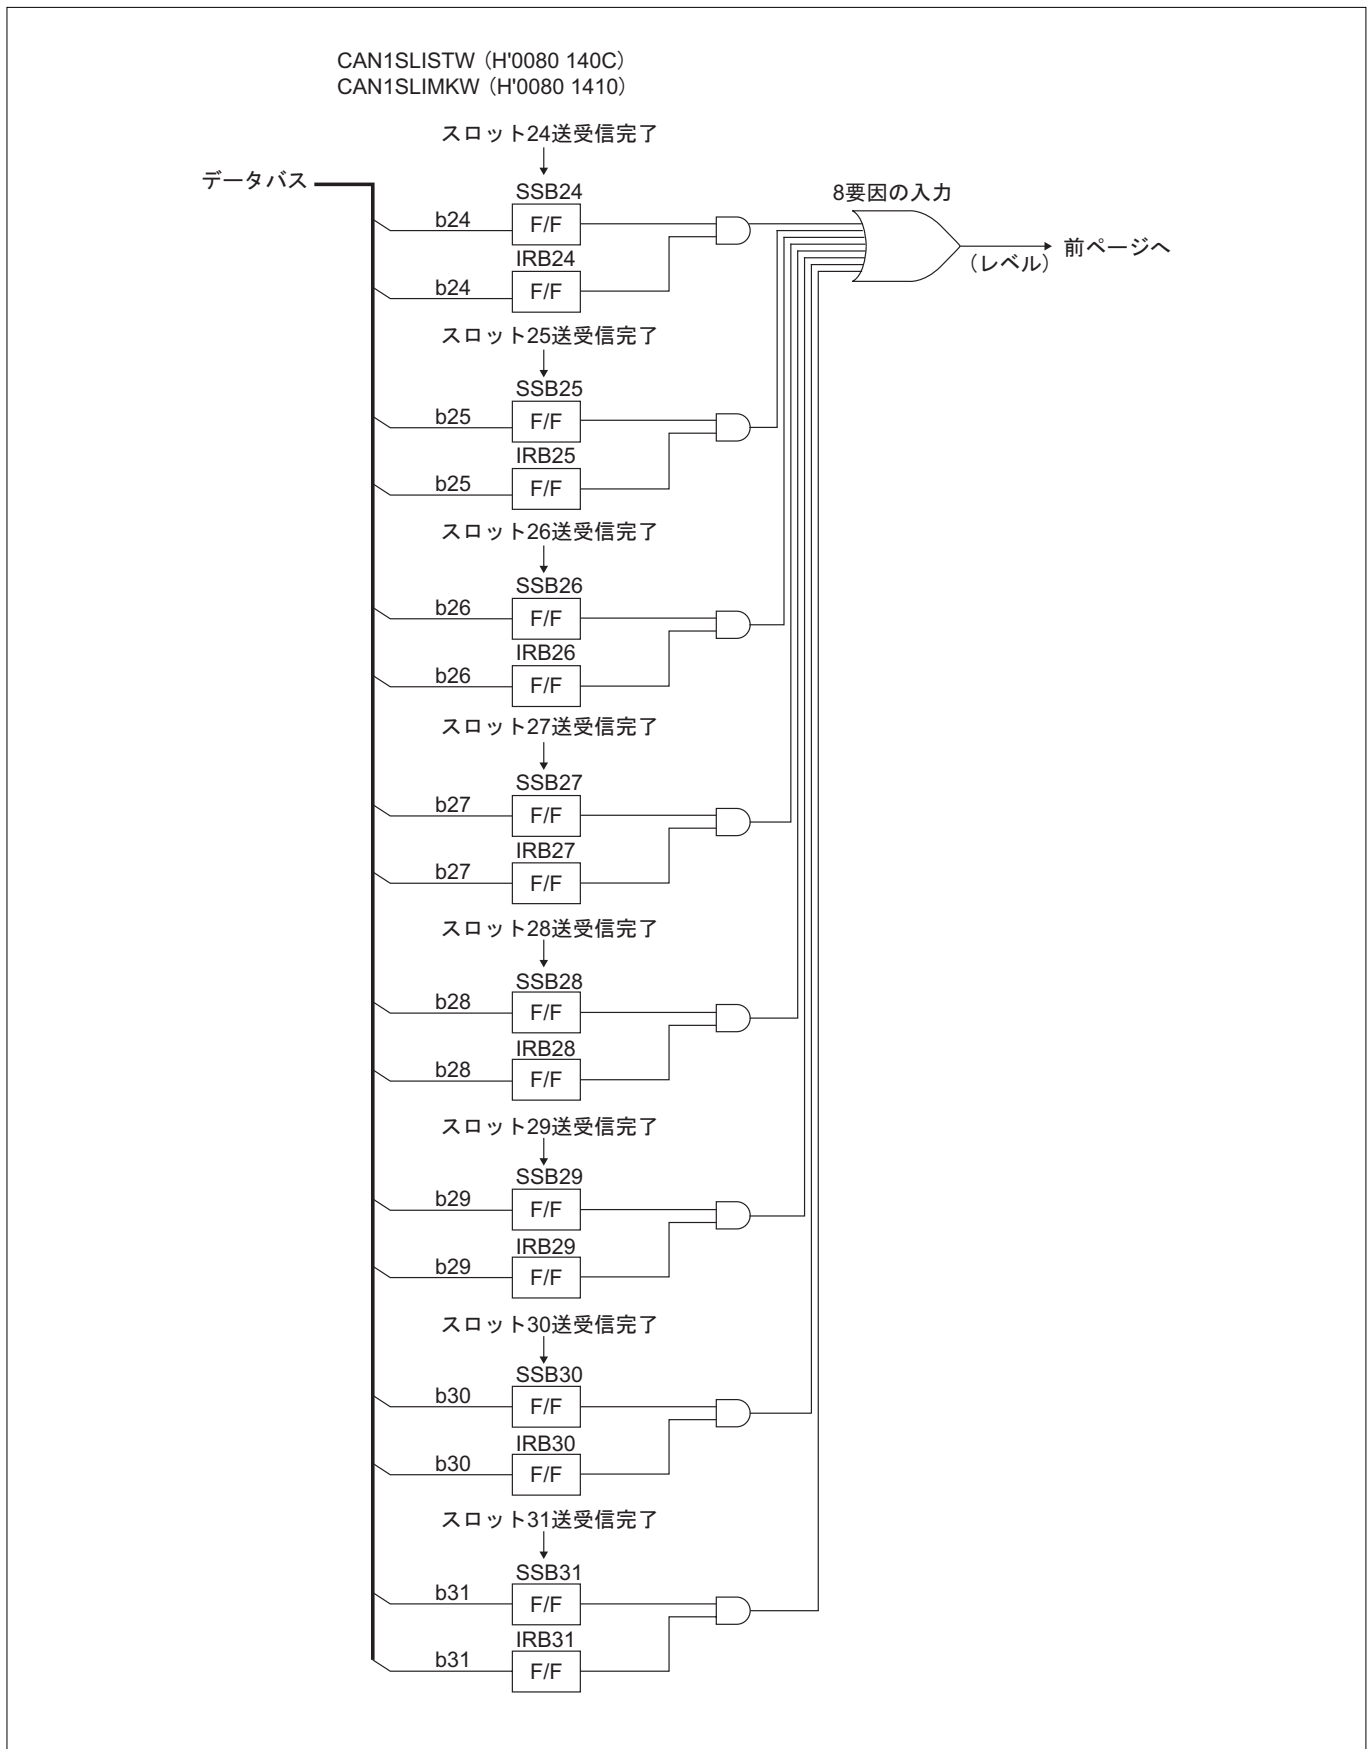 CAN1SLISTW（H'0080 140C）
CAN1SLIMKW（H'0080 1410）
スロット24送受信完了
データバス
SSB24
8要因の入力
b24
F/F
前ページへ
（レベル）
IRB24
b24
F/F
スロット25送受信完了
SSB25
b25
F/F
IRB25
b25
F/F
スロット26送受信完了
SSB26
b26
F/F
IRB26
b26
F/F
スロット27送受信完了
SSB27
b27
F/F
IRB27
b27
F/F
スロット28送受信完了
SSB28
b28
F/F
IRB28
b28
F/F
スロット29送受信完了
SSB29
b29
F/F
IRB29
b29
F/F
スロット30送受信完了
SSB30
b30
F/F
IRB30
b30
F/F
スロット31送受信完了
SSB31
b31
F/F
IRB31
b31
F/F